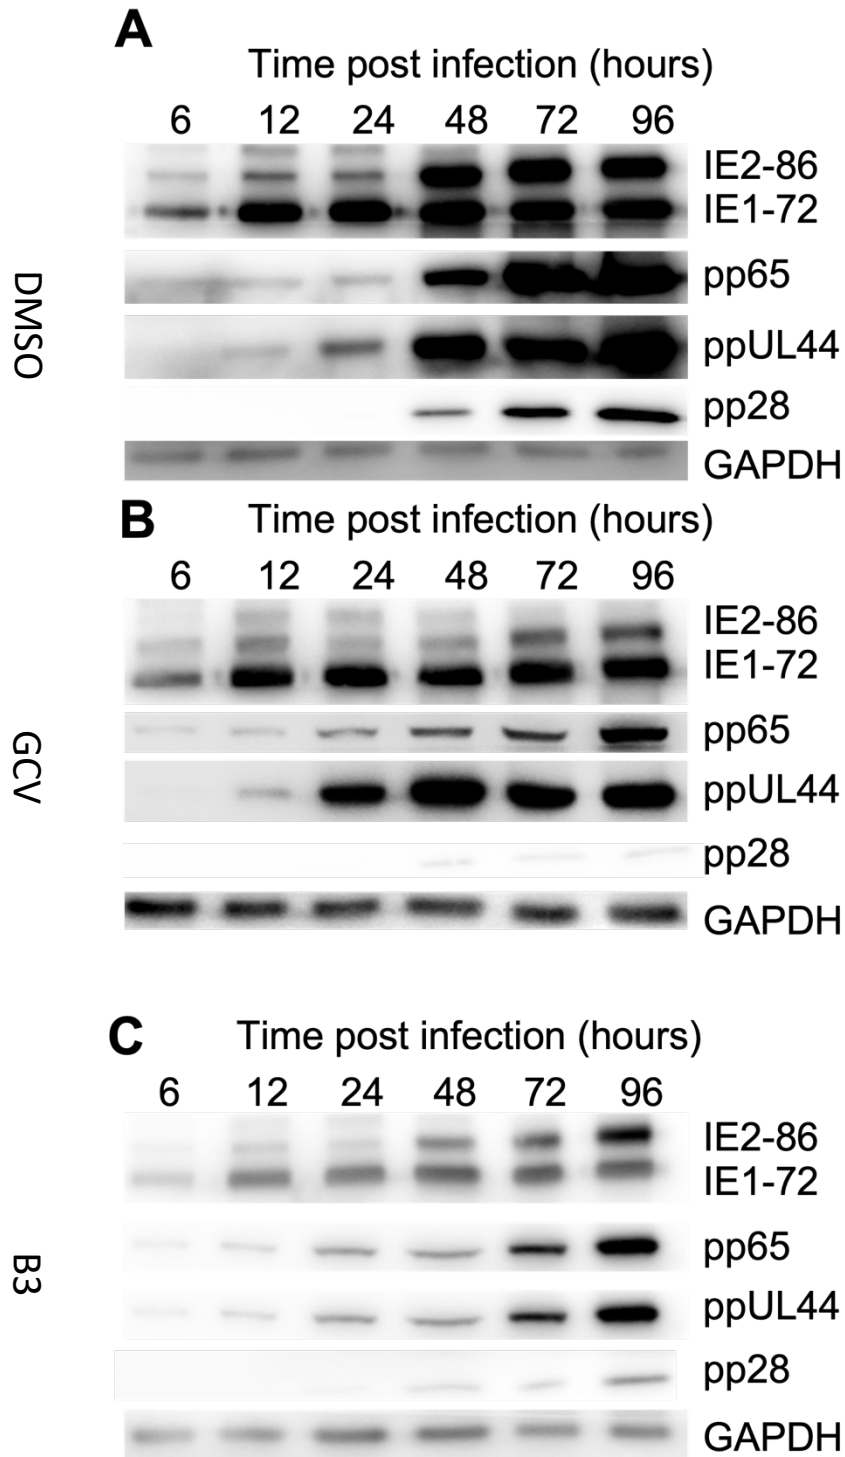 A
Time post infection (hours)
6 12 24 48 72 96
IE2-86
IE1-72
DMSO
pp65
ppUL44
pp28
GAPDH
B
Time post infection (hours)
6 12 24 48 72 96
IE2-86
IE1-72
GCV
pp65
ppUL44
pp28
GAPDH
C
Time post infection (hours)
6 12 24 48 72 96
IE2-86
IE1-72
B3
pp65
ppUL44
pp28
GAPDH